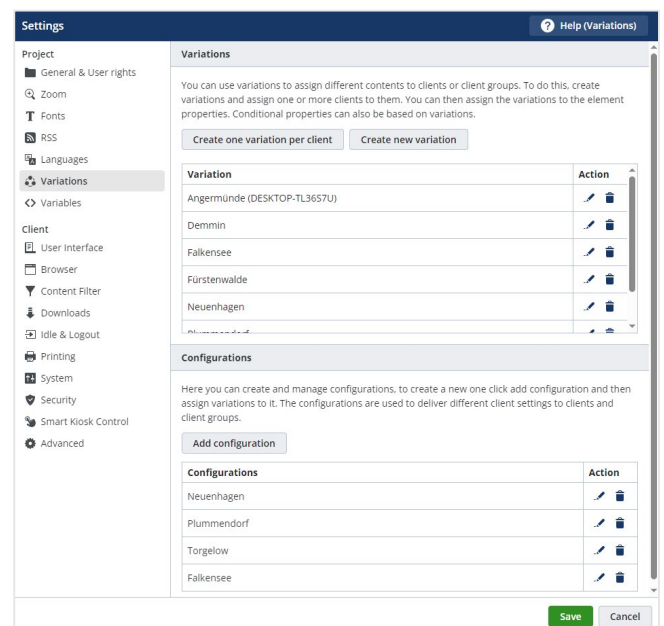 Settings
Help (Variations)
Project
General & User rights
Zoom
Fonts
RSS
Languages
Variations
Variables
Client
User Interface
Browser
Content Filter
Downloads
Idle & Logout
Printing
System
Security
Smart Kiosk Control
Advanced
Variations
You can use variations to assign different contents to clients or client groups. To do this, create
variations and assign one or more clients to them. You can then assign the variations to the element
properties. Conditional properties can also be based on variations.
Create one variation per client
Create new variation
Variation Action
Angermünde (DESKTOP-TL36S7U)
Demmin
Falkensee
Fürstenwalde
Neuenhagen
Plummendorf
Configurations
Here you can create and manage configurations, to create a new one click add configuration and then
assign variations to it. The configurations are used to deliver different client settings to clients and
client groups.
Add configuration
Configurations Action
Neuenhagen
Plummendorf
Torgelow
Falkensee
Save Cancel